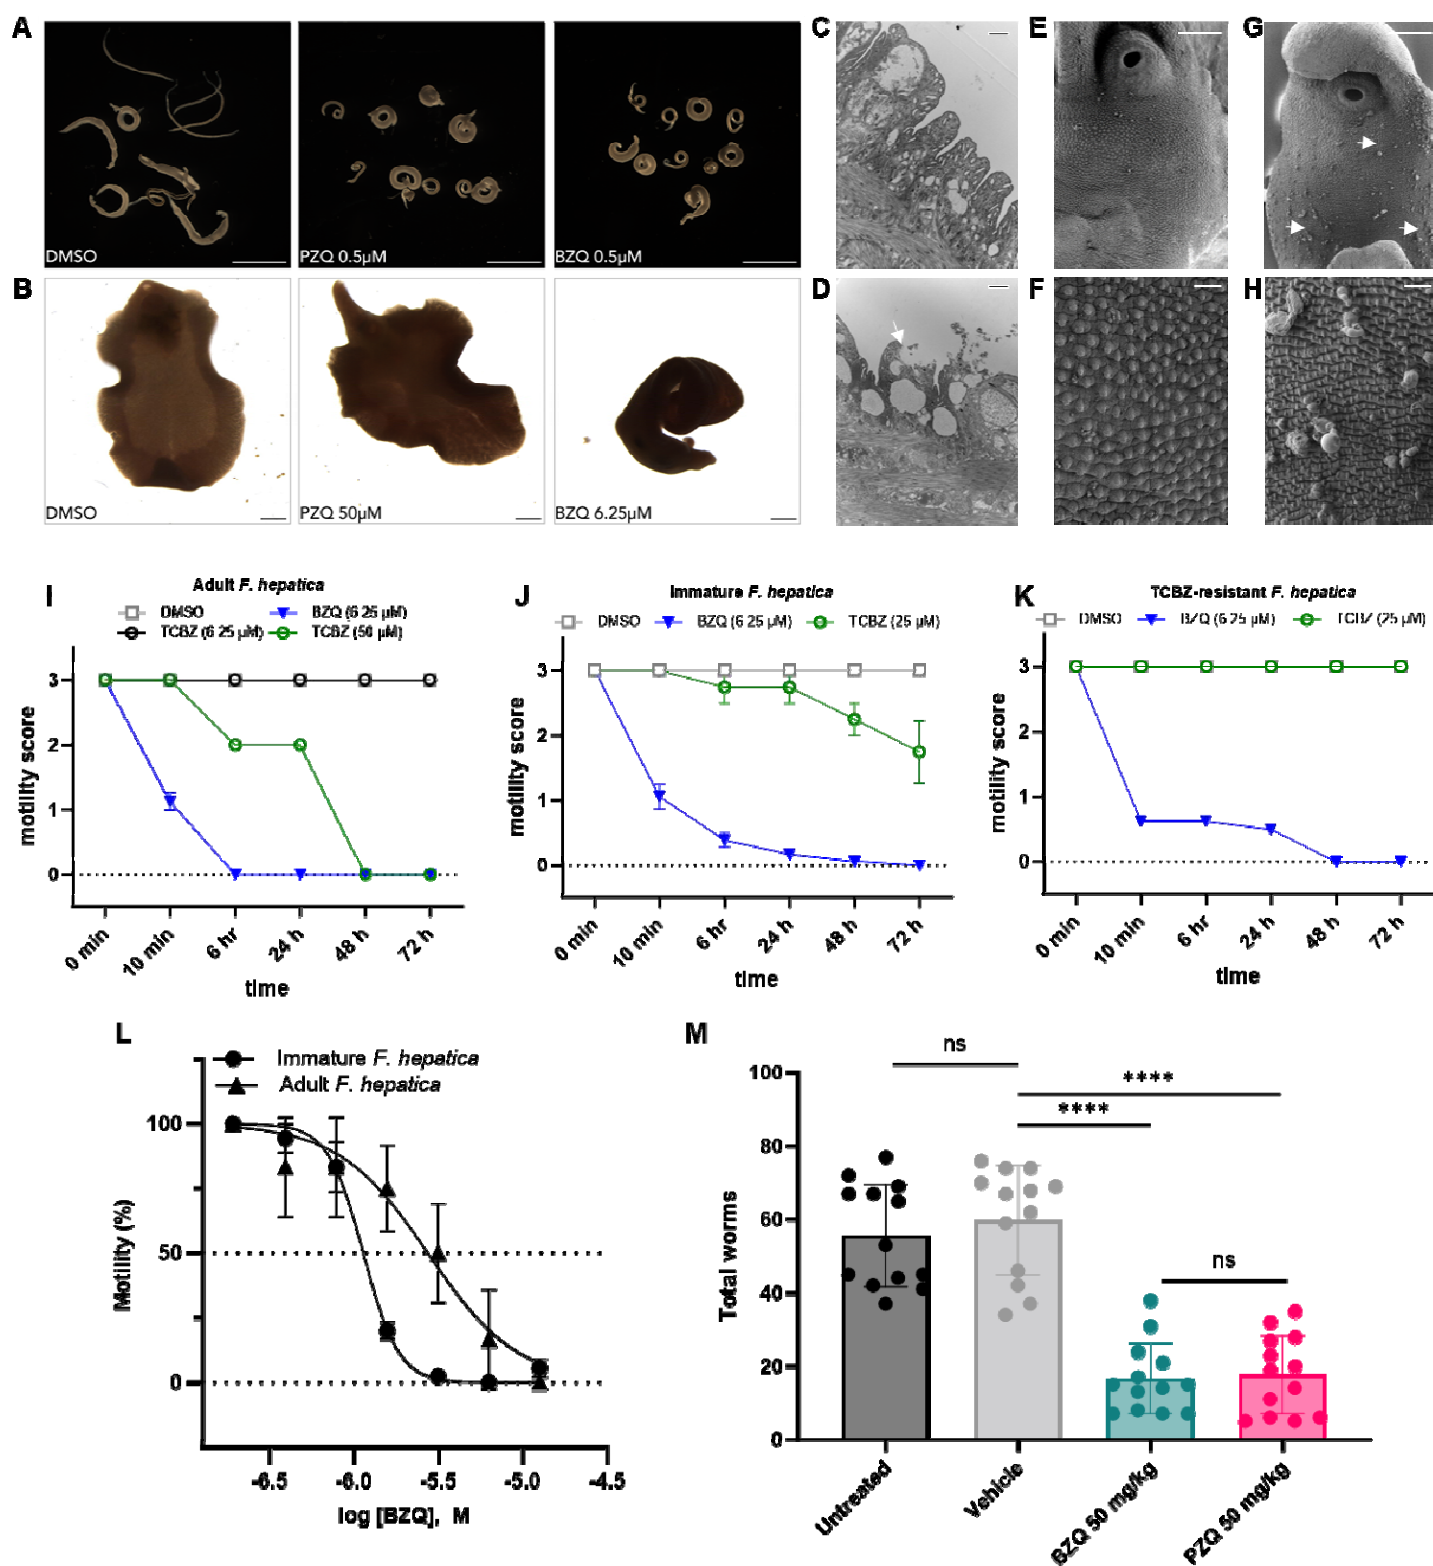 A
DMSO
PZQ 0.5µM
BZQ 0.5µM
B
DMSO
PZQ 50µM
BZQ 6.25µM
C
E
G
D
F
H
I
Adult F. hepatica
DMSO
BZQ (6 25 µM)
TCBZ (6 25 µM)
TCBZ (50 µM)
motility score
3
2
1
0
0 min
10 min
6 hr
24 h
48 h
72 h
time
J
Immature F. hepatica
DMSO
BZQ (6 25 µM)
TCBZ (25 µM)
motility score
3
2
1
0
0 min
10 min
6 hr
24 h
48 h
72 h
time
K
TCBZ-resistant F. hepatica
DMSO
BZQ (6 25 µM)
TCBZ (25 µM)
motility score
3
2
1
0
0 min
10 min
6 hr
24 h
48 h
72 h
time
L
Immature F. hepatica
Adult F. hepatica
Motility (%)
100
50
0
-6.5
-6.0
-5.5
-5.0
-4.5
log [BZQ], M
M
ns
****
****
ns
Total worms
100
80
60
40
20
0
Untreated
Vehicle
BZQ 50 mg/kg
PZQ 50 mg/kg